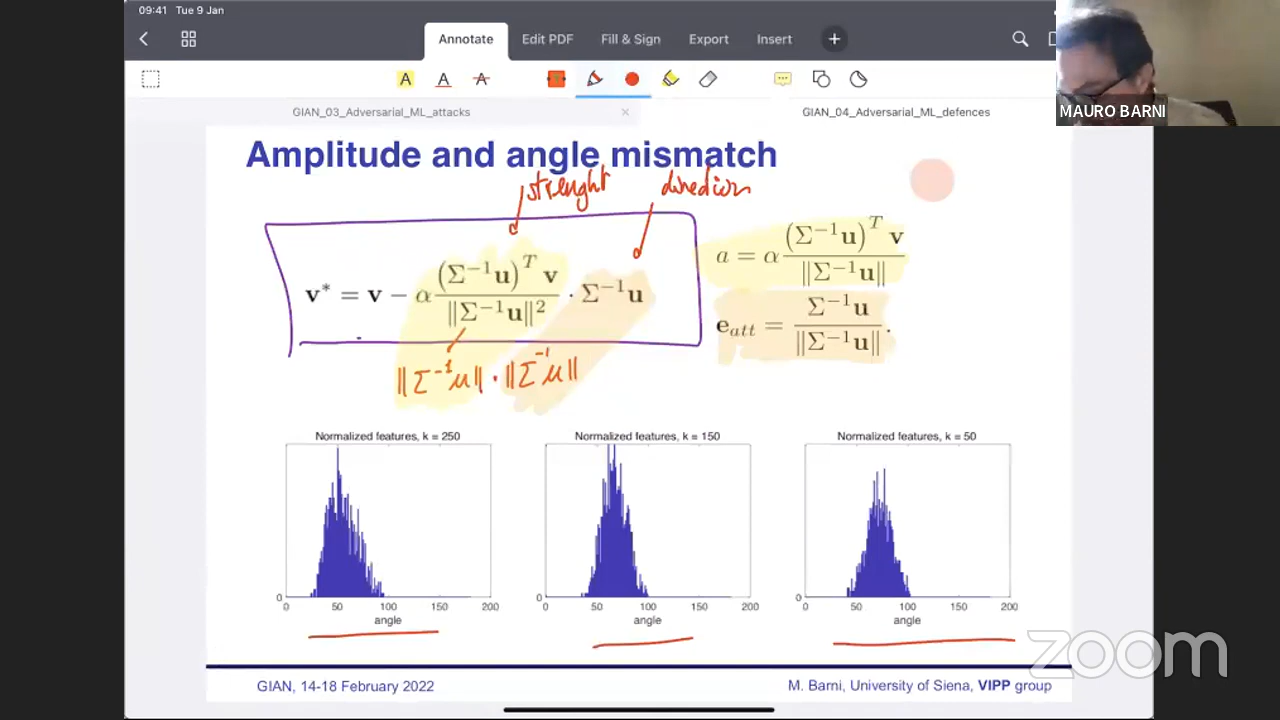 09:41 Tue 9 Jan
Annotate Edit PDF Fill & Sign Export Insert +
A A A
MAURO BARNI
GIAN_03_Adversarial_ML_attacks × GIAN_04_Adversarial_ML_defences
Amplitude and angle mismatch
strenght direction
v* = v − α (Σ⁻¹u)ᵀ v / ‖Σ⁻¹u‖² · Σ⁻¹u
a = α (Σ⁻¹u)ᵀ v / ‖Σ⁻¹u‖
e_att = Σ⁻¹u / ‖Σ⁻¹u‖.
‖Σ⁻¹u‖ · ‖Σ⁻¹u‖
Normalized features, k = 250
0
0 50 100 150 200
angle
Normalized features, k = 150
0
0 50 100 150 200
angle
Normalized features, k = 50
0
0 50 100 150 200
angle
zoom
GIAN, 14-18 February 2022
M. Barni, University of Siena, VIPP group